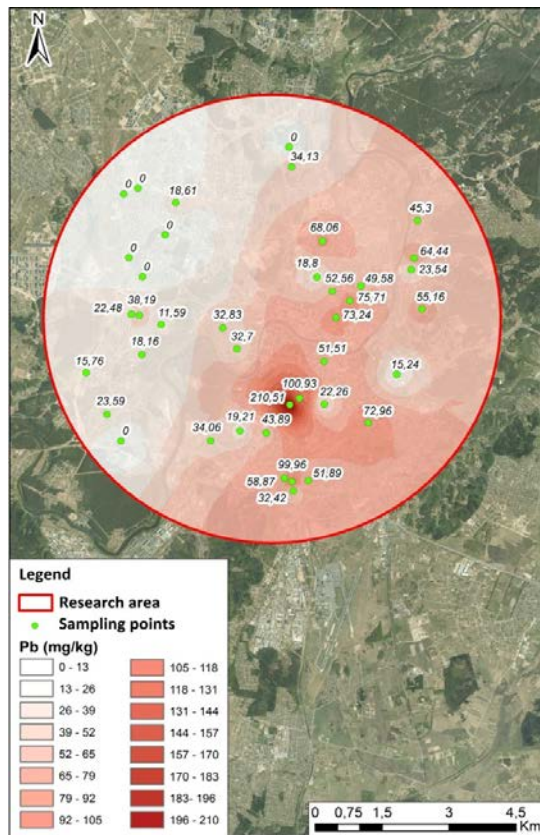 N
0
34,13
0
0
18,61
45,3
0
68,06
64,44
0
18,8
23,54
0
52,56
49,58
75,71
55,16
22,48
38,19
11,59
32,83
73,24
18,16
32,7
51,51
15,76
15,24
100,93
210,51
22,26
23,59
72,96
0
34,06
19,21
43,89
99,96
58,87
51,89
32,42
Legend
Research area
Sampling points
Pb (mg/kg)
0 - 13
13 - 26
26 - 39
39 - 52
52 - 65
65 - 79
79 - 92
92 - 105
105 - 118
118 - 131
131 - 144
144 - 157
157 - 170
170 - 183
183- 196
196 - 210
0 0,75 1,5 3 4,5
Km